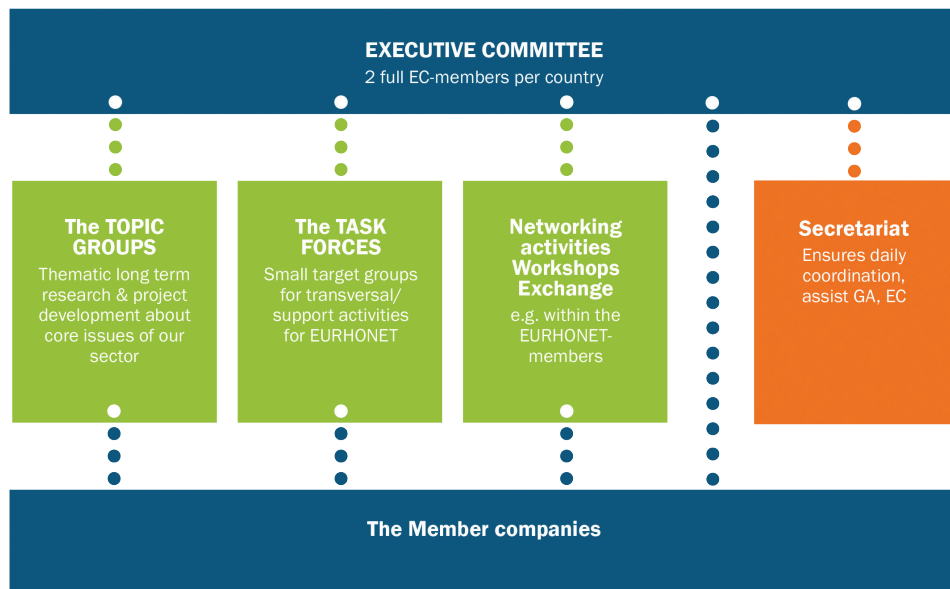 EXECUTIVE COMMITTEE
2 full EC-members per country
The TOPIC
GROUPS
Thematic long term
research & project
development about
core issues of our
sector
The TASK
FORCES
Small target groups
for transversal/
support activities
for EURHONET
Networking
activities
Workshops
Exchange
e.g. within the
EURHONET-
members
Secretariat
Ensures daily
coordination,
assist GA, EC
The Member companies